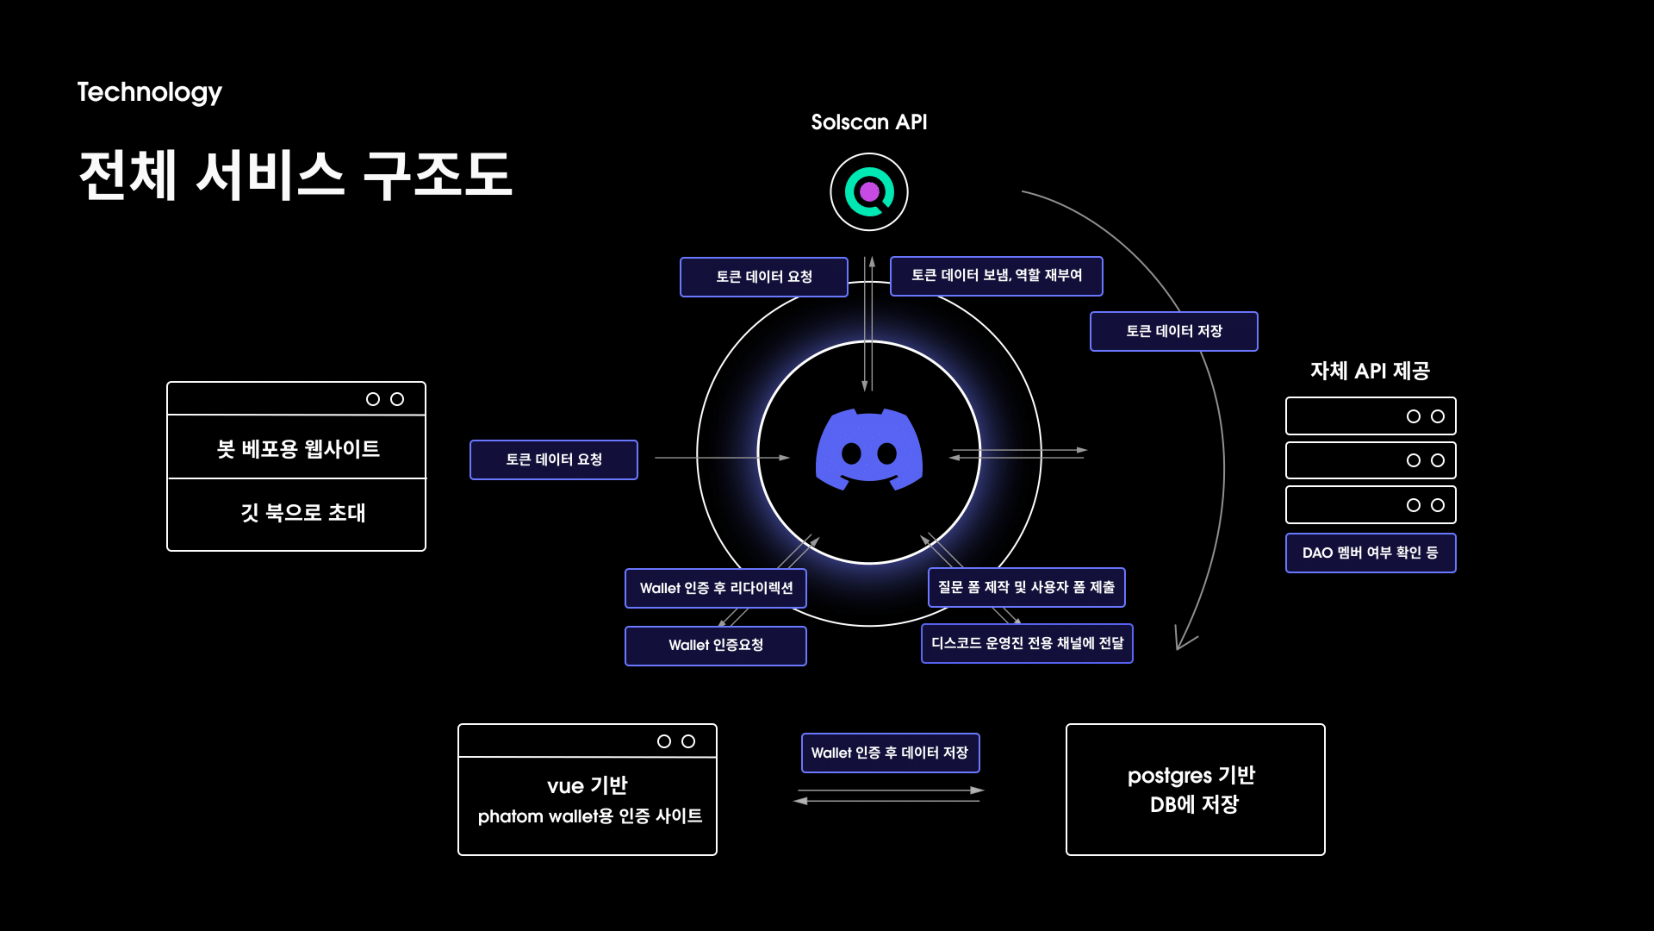 Technology
전체 서비스 구조도
Solscan API
토큰 데이터 요청
토큰 데이터 보냄, 역할 재부여
토큰 데이터 저장
자체 API 제공
봇 베포용 웹사이트
깃 북으로 초대
토큰 데이터 요청
DAO 멤버 여부 확인 등
Wallet 인증 후 리다이렉션
Wallet 인증요청
질문 폼 제작 및 사용자 폼 제출
디스코드 운영진 전용 채널에 전달
vue 기반
phatom wallet용 인증 사이트
Wallet 인증 후 데이터 저장
postgres 기반
DB에 저장